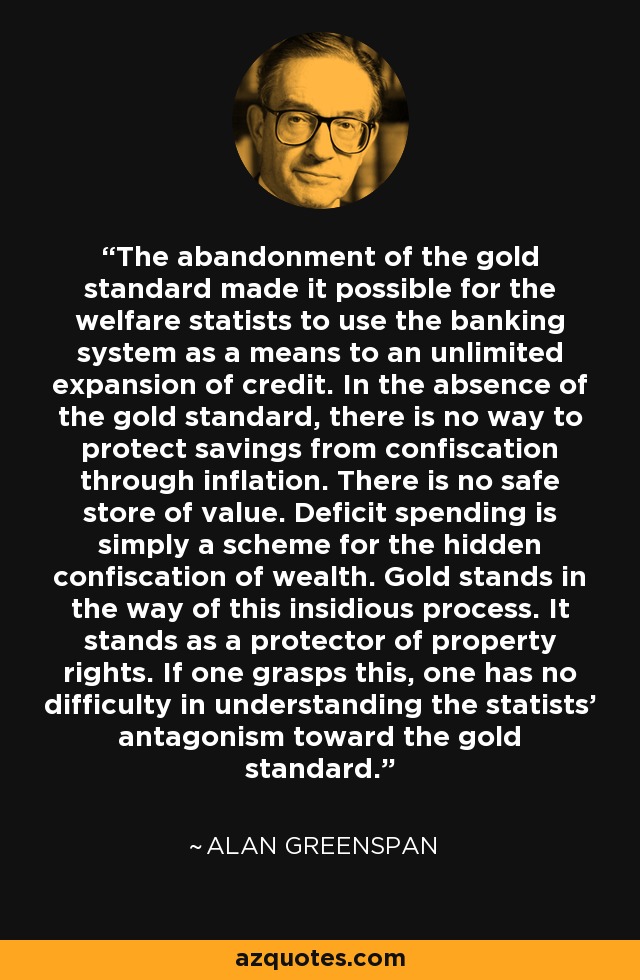 “The abandonment of the gold
standard made it possible for the
welfare statists to use the banking
system as a means to an unlimited
expansion of credit. In the absence of
the gold standard, there is no way to
protect savings from confiscation
through inflation. There is no safe
store of value. Deficit spending is
simply a scheme for the hidden
confiscation of wealth. Gold stands in
the way of this insidious process. It
stands as a protector of property
rights. If one grasps this, one has no
difficulty in understanding the statists’
antagonism toward the gold
standard.”
~ ALAN GREENSPAN
azquotes.com